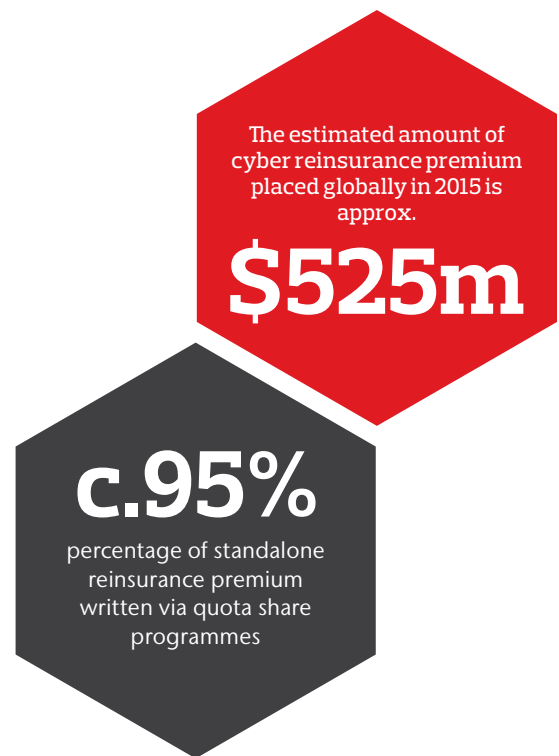 The estimated amount of
cyber reinsurance premium
placed globally in 2015 is
approx.
$525m
c.95%
percentage of standalone
reinsurance premium
written via quota share
programmes